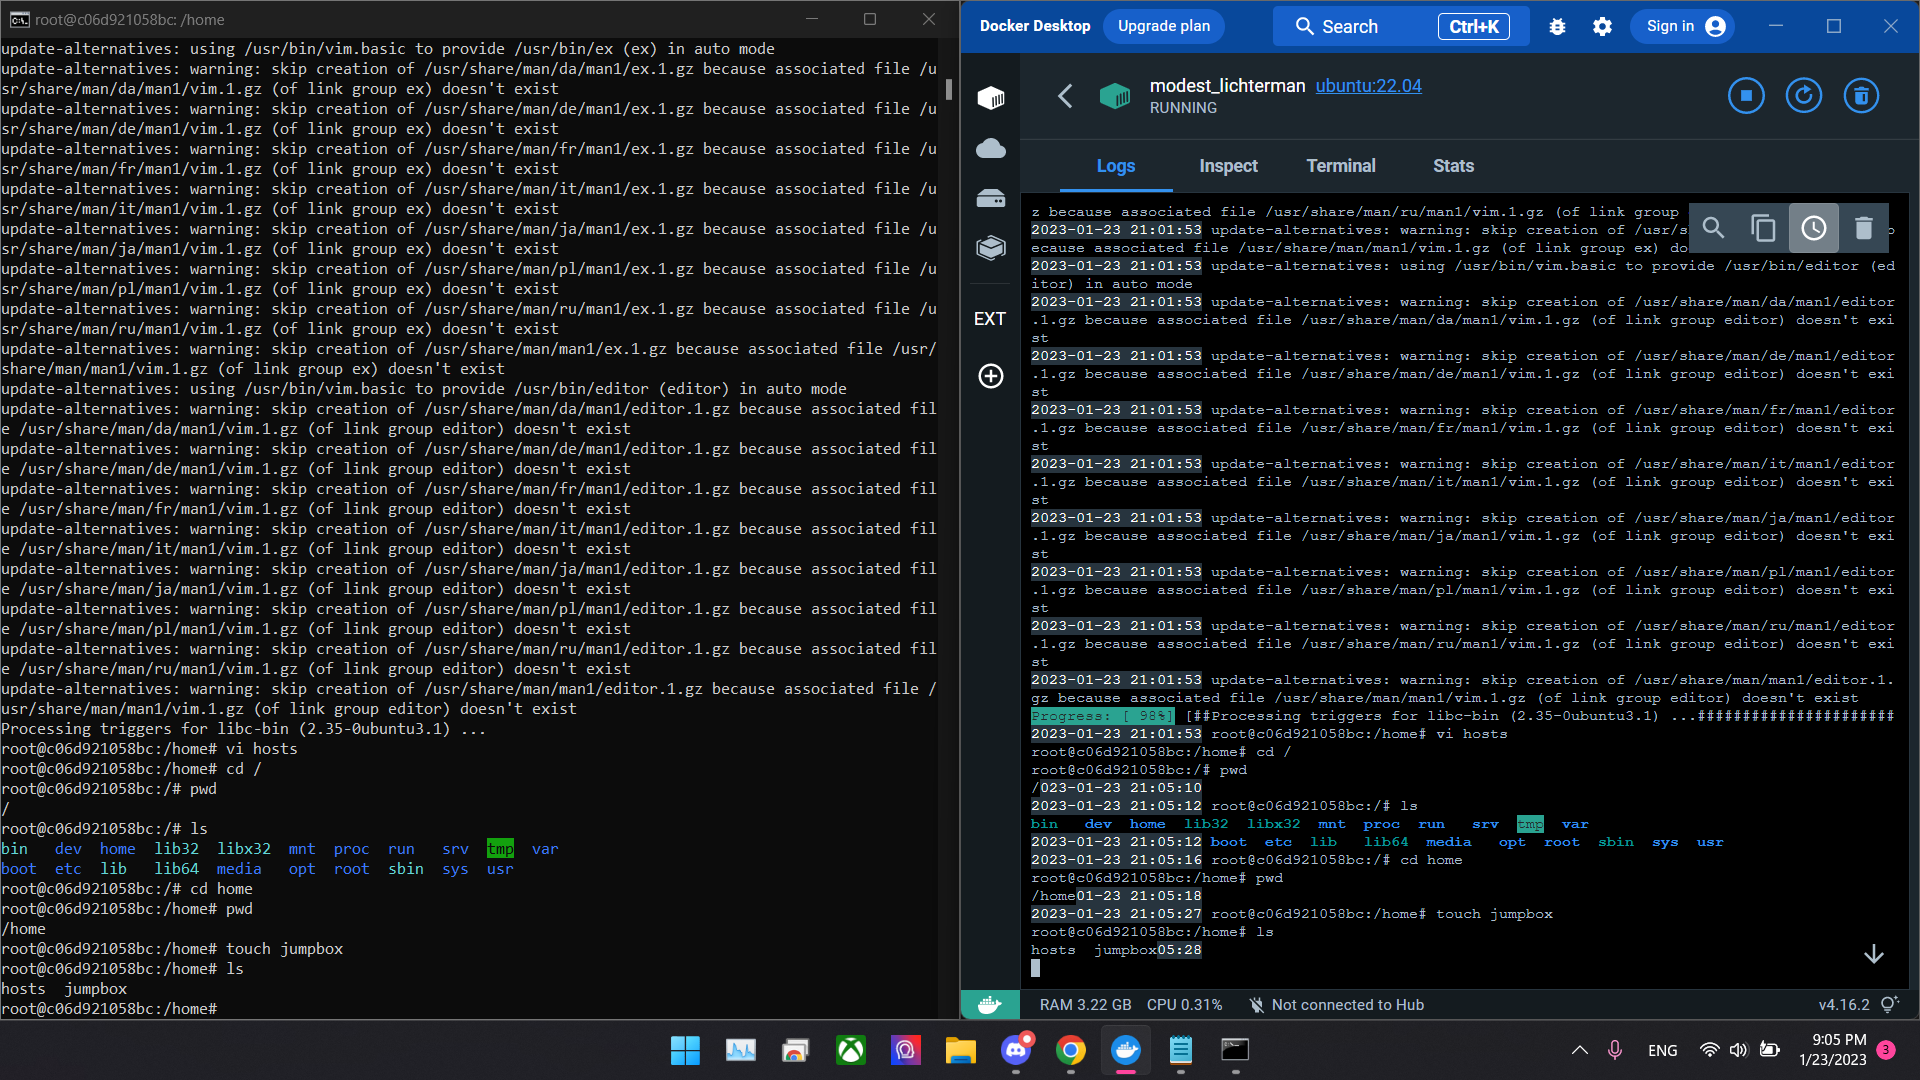 root@c06d921058bc: /home
update-alternatives: using /usr/bin/vim.basic to provide /usr/bin/ex (ex) in auto mode
update-alternatives: warning: skip creation of /usr/share/man/da/man1/ex.1.gz because associated file /u
sr/share/man/da/man1/vim.1.gz (of link group ex) doesn't exist
update-alternatives: warning: skip creation of /usr/share/man/de/man1/ex.1.gz because associated file /u
sr/share/man/de/man1/vim.1.gz (of link group ex) doesn't exist
update-alternatives: warning: skip creation of /usr/share/man/fr/man1/ex.1.gz because associated file /u
sr/share/man/fr/man1/vim.1.gz (of link group ex) doesn't exist
update-alternatives: warning: skip creation of /usr/share/man/it/man1/ex.1.gz because associated file /u
sr/share/man/it/man1/vim.1.gz (of link group ex) doesn't exist
update-alternatives: warning: skip creation of /usr/share/man/ja/man1/ex.1.gz because associated file /u
sr/share/man/ja/man1/vim.1.gz (of link group ex) doesn't exist
update-alternatives: warning: skip creation of /usr/share/man/pl/man1/ex.1.gz because associated file /u
sr/share/man/pl/man1/vim.1.gz (of link group ex) doesn't exist
update-alternatives: warning: skip creation of /usr/share/man/ru/man1/ex.1.gz because associated file /u
sr/share/man/ru/man1/vim.1.gz (of link group ex) doesn't exist
update-alternatives: warning: skip creation of /usr/share/man/man1/ex.1.gz because associated file /usr/
share/man/man1/vim.1.gz (of link group ex) doesn't exist
update-alternatives: using /usr/bin/vim.basic to provide /usr/bin/editor (editor) in auto mode
update-alternatives: warning: skip creation of /usr/share/man/da/man1/editor.1.gz because associated fil
e /usr/share/man/da/man1/vim.1.gz (of link group editor) doesn't exist
update-alternatives: warning: skip creation of /usr/share/man/de/man1/editor.1.gz because associated fil
e /usr/share/man/de/man1/vim.1.gz (of link group editor) doesn't exist
update-alternatives: warning: skip creation of /usr/share/man/fr/man1/editor.1.gz because associated fil
e /usr/share/man/fr/man1/vim.1.gz (of link group editor) doesn't exist
update-alternatives: warning: skip creation of /usr/share/man/it/man1/editor.1.gz because associated fil
e /usr/share/man/it/man1/vim.1.gz (of link group editor) doesn't exist
update-alternatives: warning: skip creation of /usr/share/man/ja/man1/editor.1.gz because associated fil
e /usr/share/man/ja/man1/vim.1.gz (of link group editor) doesn't exist
update-alternatives: warning: skip creation of /usr/share/man/pl/man1/editor.1.gz because associated fil
e /usr/share/man/pl/man1/vim.1.gz (of link group editor) doesn't exist
update-alternatives: warning: skip creation of /usr/share/man/ru/man1/editor.1.gz because associated fil
e /usr/share/man/ru/man1/vim.1.gz (of link group editor) doesn't exist
update-alternatives: warning: skip creation of /usr/share/man/man1/editor.1.gz because associated file /
usr/share/man/man1/vim.1.gz (of link group editor) doesn't exist
Processing triggers for libc-bin (2.35-0ubuntu3.1) ...
root@c06d921058bc:/home# vi hosts
root@c06d921058bc:/home# cd /
root@c06d921058bc:/# pwd
/
root@c06d921058bc:/# ls
bin dev home lib32 libx32 mnt proc run srv tmp var
boot etc lib lib64 media opt root sbin sys usr
root@c06d921058bc:/# cd home
root@c06d921058bc:/home# pwd
/home
root@c06d921058bc:/home# touch jumpbox
root@c06d921058bc:/home# ls
hosts jumpbox
root@c06d921058bc:/home#
Docker Desktop Upgrade plan Search Ctrl+K Sign in
modest_lichterman ubuntu:22.04
RUNNING
Logs Inspect Terminal Stats
EXT
z because associated file /usr/share/man/ru/man1/vim.1.gz (of link group
2023-01-23 21:01:53 update-alternatives: warning: skip creation of /usr/s
ecause associated file /usr/share/man/man1/vim.1.gz (of link group ex) do
2023-01-23 21:01:53 update-alternatives: using /usr/bin/vim.basic to provide /usr/bin/editor (ed
itor) in auto mode
2023-01-23 21:01:53 update-alternatives: warning: skip creation of /usr/share/man/da/man1/editor
.1.gz because associated file /usr/share/man/da/man1/vim.1.gz (of link group editor) doesn't exi
st
2023-01-23 21:01:53 update-alternatives: warning: skip creation of /usr/share/man/de/man1/editor
.1.gz because associated file /usr/share/man/de/man1/vim.1.gz (of link group editor) doesn't exi
st
2023-01-23 21:01:53 update-alternatives: warning: skip creation of /usr/share/man/fr/man1/editor
.1.gz because associated file /usr/share/man/fr/man1/vim.1.gz (of link group editor) doesn't exi
st
2023-01-23 21:01:53 update-alternatives: warning: skip creation of /usr/share/man/it/man1/editor
.1.gz because associated file /usr/share/man/it/man1/vim.1.gz (of link group editor) doesn't exi
st
2023-01-23 21:01:53 update-alternatives: warning: skip creation of /usr/share/man/ja/man1/editor
.1.gz because associated file /usr/share/man/ja/man1/vim.1.gz (of link group editor) doesn't exi
st
2023-01-23 21:01:53 update-alternatives: warning: skip creation of /usr/share/man/pl/man1/editor
.1.gz because associated file /usr/share/man/pl/man1/vim.1.gz (of link group editor) doesn't exi
st
2023-01-23 21:01:53 update-alternatives: warning: skip creation of /usr/share/man/ru/man1/editor
.1.gz because associated file /usr/share/man/ru/man1/vim.1.gz (of link group editor) doesn't exi
st
2023-01-23 21:01:53 update-alternatives: warning: skip creation of /usr/share/man/man1/editor.1.
gz because associated file /usr/share/man/man1/vim.1.gz (of link group editor) doesn't exist
Progress: [ 98%] [##Processing triggers for libc-bin (2.35-0ubuntu3.1) ...######################
2023-01-23 21:01:53 root@c06d921058bc:/home# vi hosts
root@c06d921058bc:/home# cd /
root@c06d921058bc:/# pwd
/023-01-23 21:05:10
2023-01-23 21:05:12 root@c06d921058bc:/# ls
bin dev home lib32 libx32 mnt proc run srv tmp var
2023-01-23 21:05:12 boot etc lib lib64 media opt root sbin sys usr
2023-01-23 21:05:16 root@c06d921058bc:/# cd home
root@c06d921058bc:/home# pwd
/home01-23 21:05:18
2023-01-23 21:05:27 root@c06d921058bc:/home# touch jumpbox
root@c06d921058bc:/home# ls
hosts jumpbox05:28
RAM 3.22 GB CPU 0.31% Not connected to Hub v4.16.2
ENG 9:05 PM
1/23/2023 3